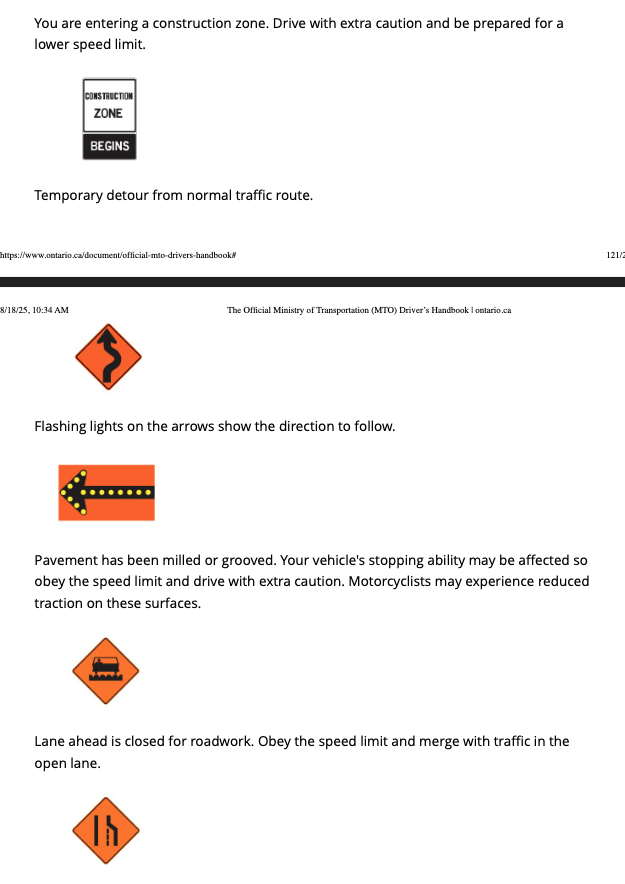 You are entering a construction zone. Drive with extra caution and be prepared for a
lower speed limit.
CONSTRUCTION
ZONE
BEGINS
Temporary detour from normal traffic route.
https://www.ontario.ca/document/official-mto-drivers-handbook#
121/2
8/18/25, 10:34 AM
The Official Ministry of Transportation (MTO) Driver's Handbook | ontario.ca
Flashing lights on the arrows show the direction to follow.
Pavement has been milled or grooved. Your vehicle's stopping ability may be affected so
obey the speed limit and drive with extra caution. Motorcyclists may experience reduced
traction on these surfaces.
Lane ahead is closed for roadwork. Obey the speed limit and merge with traffic in the
open lane.